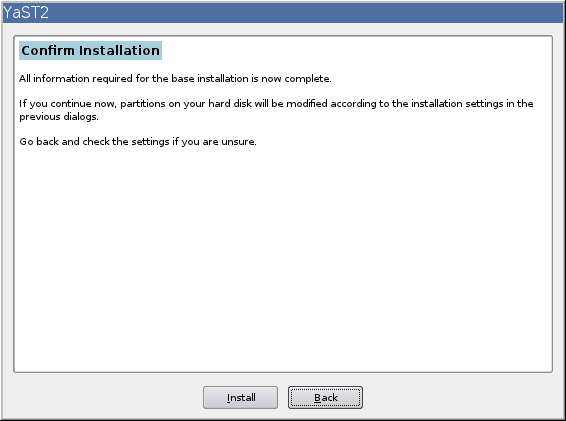 YaST2
Confirm Installation
All information required for the base installation is now complete.
If you continue now, partitions on your hard disk will be modified according to the installation settings in the
previous dialogs.
Go back and check the settings if you are unsure.
Install
Back